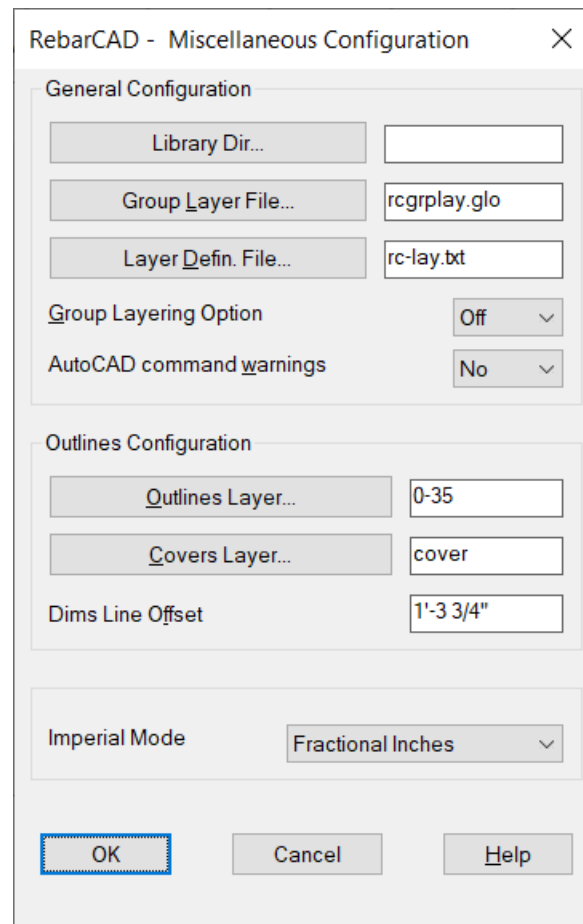 RebarCAD -  Miscellaneous Configuration
General Configuration
Library Dir...
Group Layer File... rcgrplay.glo
Layer Defin. File... rc-lay.txt
Group Layering Option Off
AutoCAD command warnings No
Outlines Configuration
Outlines Layer... 0-35
Covers Layer... cover
Dims Line Offset 1'-3 3/4"
Imperial Mode Fractional Inches
OK Cancel Help